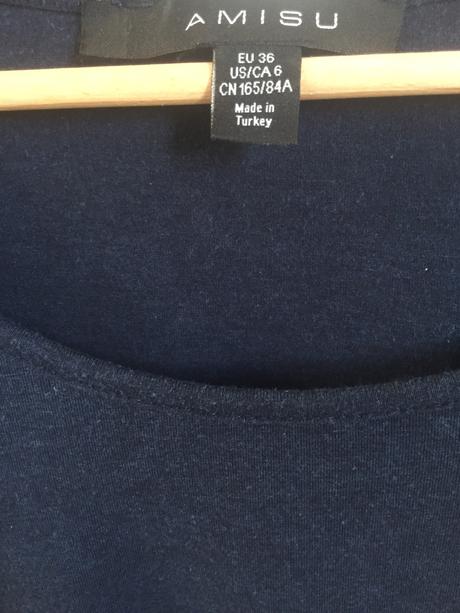 AMISU
EU 36
US/CA 6
CN 165/84A
Made in
Turkey